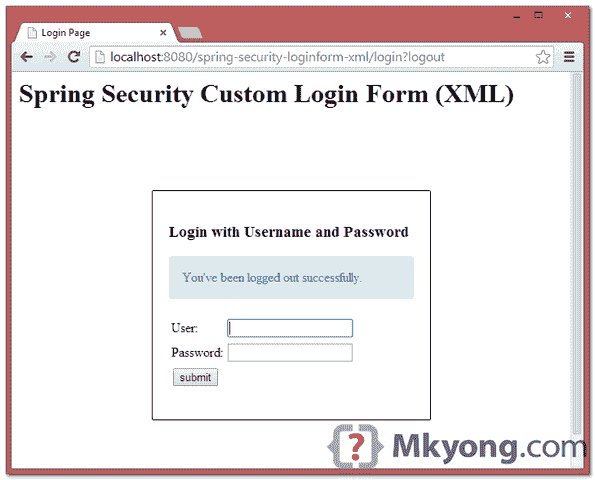 Login Page
localhost:8080/spring-security-loginform-xml/login?logout
Spring Security Custom Login Form (XML)
Login with Username and Password
You've been logged out successfully.
User:
Password:
submit
{?} Mkyong.com